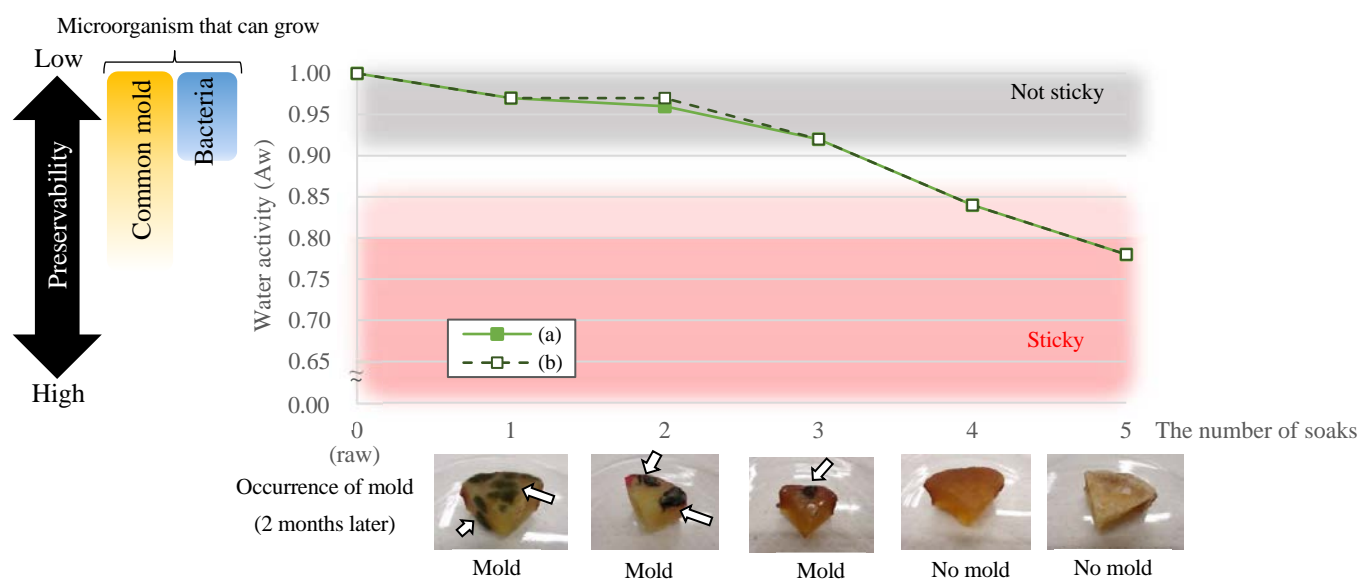 Microorganism that can grow
Low
Common mold
Bacteria
Preservability
High
Water activity (Aw)
1.00
0.95
0.90
0.85
0.80
0.75
0.70
0.65
0.00
Not sticky
Sticky
(a)
(b)
0 1 2 3 4 5 The number of soaks
(raw)
Occurrence of mold
(2 months later)
Mold Mold Mold No mold No mold